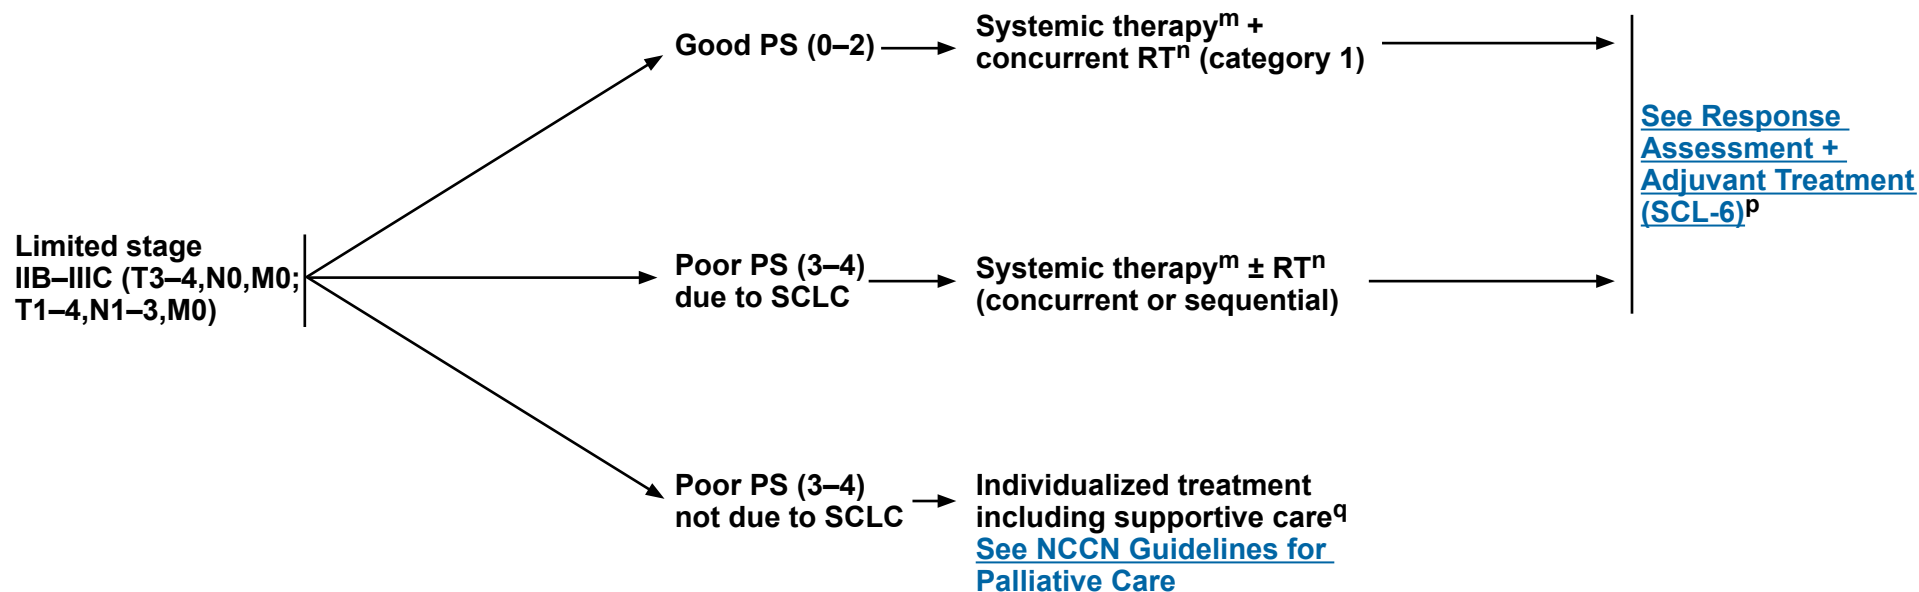 Limited stage
IIB–IIIC (T3–4,N0,M0;
T1–4,N1–3,M0)
Good PS (0–2)
Systemic therapyᵐ +
concurrent RTⁿ (category 1)
Poor PS (3–4)
due to SCLC
Systemic therapyᵐ ± RTⁿ
(concurrent or sequential)
See Response
Assessment +
Adjuvant Treatment
(SCL-6)ᵖ
Poor PS (3–4)
not due to SCLC
Individualized treatment
including supportive care^q
See NCCN Guidelines for
Palliative Care